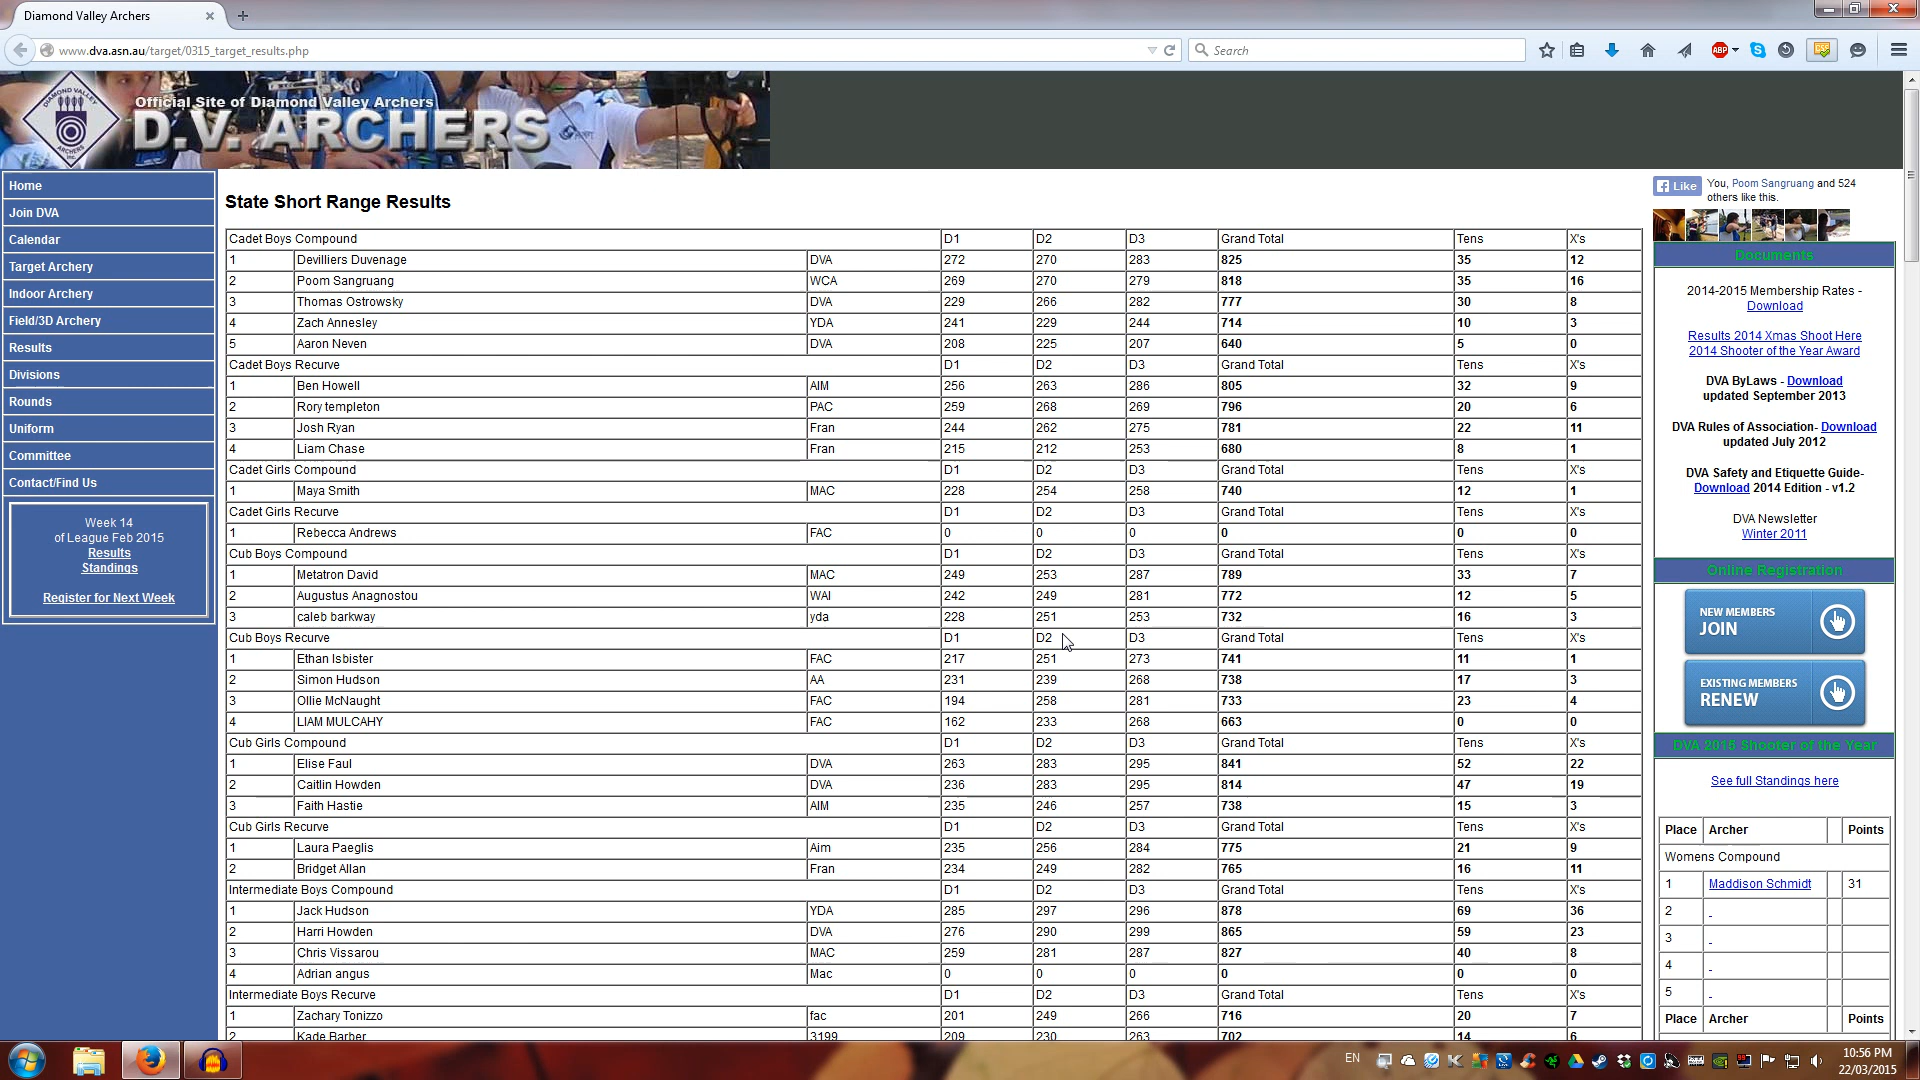 Diamond Valley Archers
www.dva.asn.au/target/0315_target_results.php
Search
Official Site of Diamond Valley Archers
D.V. ARCHERS
DIAMOND VALLEY
ARCHERS
INC.
Home
Join DVA
Calendar
Target Archery
Indoor Archery
Field/3D Archery
Results
Divisions
Rounds
Uniform
Committee
Contact/Find Us
Week 14
of League Feb 2015
Results
Standings
Register for Next Week
State Short Range Results
Cadet Boys Compound D1 D2 D3 Grand Total Tens X's
1 Devilliers Duvenage DVA 272 270 283 825 35 12
2 Poom Sangruang WCA 269 270 279 818 35 16
3 Thomas Ostrowsky DVA 229 266 282 777 30 8
4 Zach Annesley YDA 241 229 244 714 10 3
5 Aaron Neven DVA 208 225 207 640 5 0
Cadet Boys Recurve D1 D2 D3 Grand Total Tens X's
1 Ben Howell AIM 256 263 286 805 32 9
2 Rory templeton PAC 259 268 269 796 20 6
3 Josh Ryan Fran 244 262 275 781 22 11
4 Liam Chase Fran 215 212 253 680 8 1
Cadet Girls Compound D1 D2 D3 Grand Total Tens X's
1 Maya Smith MAC 228 254 258 740 12 1
Cadet Girls Recurve D1 D2 D3 Grand Total Tens X's
1 Rebecca Andrews FAC 0 0 0 0 0 0
Cub Boys Compound D1 D2 D3 Grand Total Tens X's
1 Metatron David MAC 249 253 287 789 33 7
2 Augustus Anagnostou WAI 242 249 281 772 12 5
3 caleb barkway yda 228 251 253 732 16 3
Cub Boys Recurve D1 D2 D3 Grand Total Tens X's
1 Ethan Isbister FAC 217 251 273 741 11 1
2 Simon Hudson AA 231 239 268 738 17 3
3 Ollie McNaught FAC 194 258 281 733 23 4
4 LIAM MULCAHY FAC 162 233 268 663 0 0
Cub Girls Compound D1 D2 D3 Grand Total Tens X's
1 Elise Faul DVA 263 283 295 841 52 22
2 Caitlin Howden DVA 236 283 295 814 47 19
3 Faith Hastie AIM 235 246 257 738 15 3
Cub Girls Recurve D1 D2 D3 Grand Total Tens X's
1 Laura Paeglis Aim 235 256 284 775 21 9
2 Bridget Allan Fran 234 249 282 765 16 11
Intermediate Boys Compound D1 D2 D3 Grand Total Tens X's
1 Jack Hudson YDA 285 297 296 878 69 36
2 Harri Howden DVA 276 290 299 865 59 23
3 Chris Vissarou MAC 259 281 287 827 40 8
4 Adrian angus Mac 0 0 0 0 0 0
Intermediate Boys Recurve D1 D2 D3 Grand Total Tens X's
1 Zachary Tonizzo fac 201 249 266 716 20 7
2 Kade Barber 3199 209 230 263 702 14 6
Like
You, Poom Sangruang and 524
others like this.
Documents
2014-2015 Membership Rates -
Download
Results 2014 Xmas Shoot Here
2014 Shooter of the Year Award
DVA ByLaws - Download
updated September 2013
DVA Rules of Association- Download
updated July 2012
DVA Safety and Etiquette Guide-
Download 2014 Edition - v1.2
DVA Newsletter
Winter 2011
Online Registration
NEW MEMBERS
JOIN
EXISTING MEMBERS
RENEW
DVA 2015 Shooter of the Year
See full Standings here
Place Archer Points
Womens Compound
1 Maddison Schmidt 31
2 -
3 -
4 -
5 -
Place Archer Points
EN
10:56 PM
22/03/2015